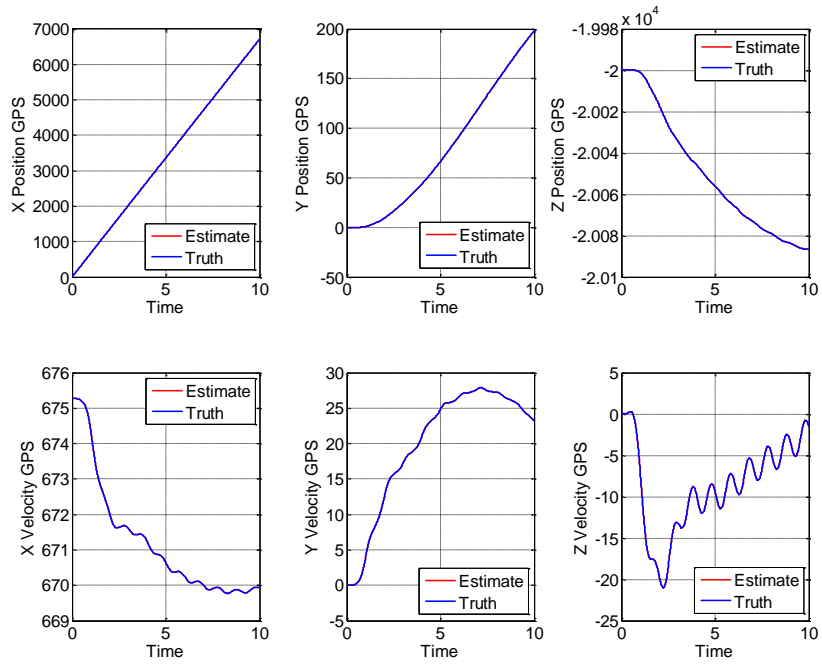 X Position GPS
7000
6000
5000
4000
3000
2000
1000
0
0
5
10
Time
Estimate
Truth
Y Position GPS
200
150
100
50
0
-50
0
5
10
Time
Estimate
Truth
Z Position GPS
-1.998 x 10^4
-2
-2.002
-2.004
-2.006
-2.008
-2.01
0
5
10
Time
Estimate
Truth
X Velocity GPS
676
675
674
673
672
671
670
669
0
5
10
Time
Estimate
Truth
Y Velocity GPS
30
25
20
15
10
5
0
-5
0
5
10
Time
Estimate
Truth
Z Velocity GPS
5
0
-5
-10
-15
-20
-25
0
5
10
Time
Estimate
Truth